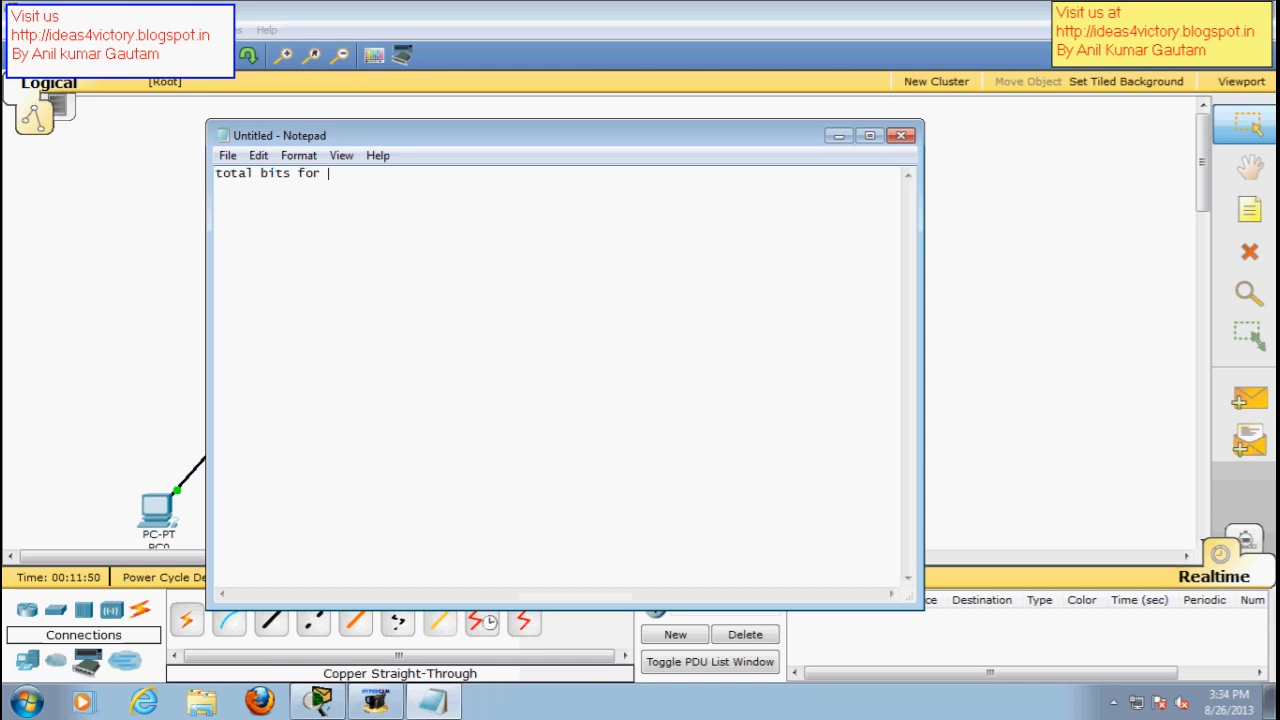 Visit us
http://ideas4victory.blogspot.in
By Anil kumar Gautam
Visit us at
http://ideas4victory.blogspot.in
By Anil Kumar Gautam
Help
Logical
[Root]
New Cluster
Move Object
Set Tiled Background
Viewport
Untitled - Notepad
File Edit Format View Help
total bits for
PC-PT
PC0
Time: 00:11:50
Power Cycle De
Realtime
Destination Type Color Time (sec) Periodic Num
Connections
New
Delete
Toggle PDU List Window
Copper Straight-Through
3:34 PM
8/26/2013